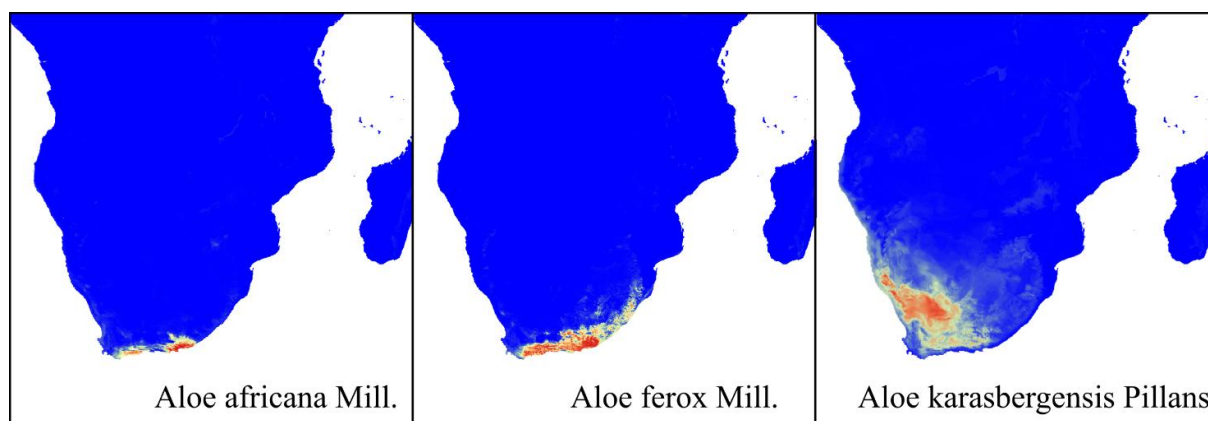 Aloe africana Mill.
Aloe ferox Mill.
Aloe karasbergensis Pillans